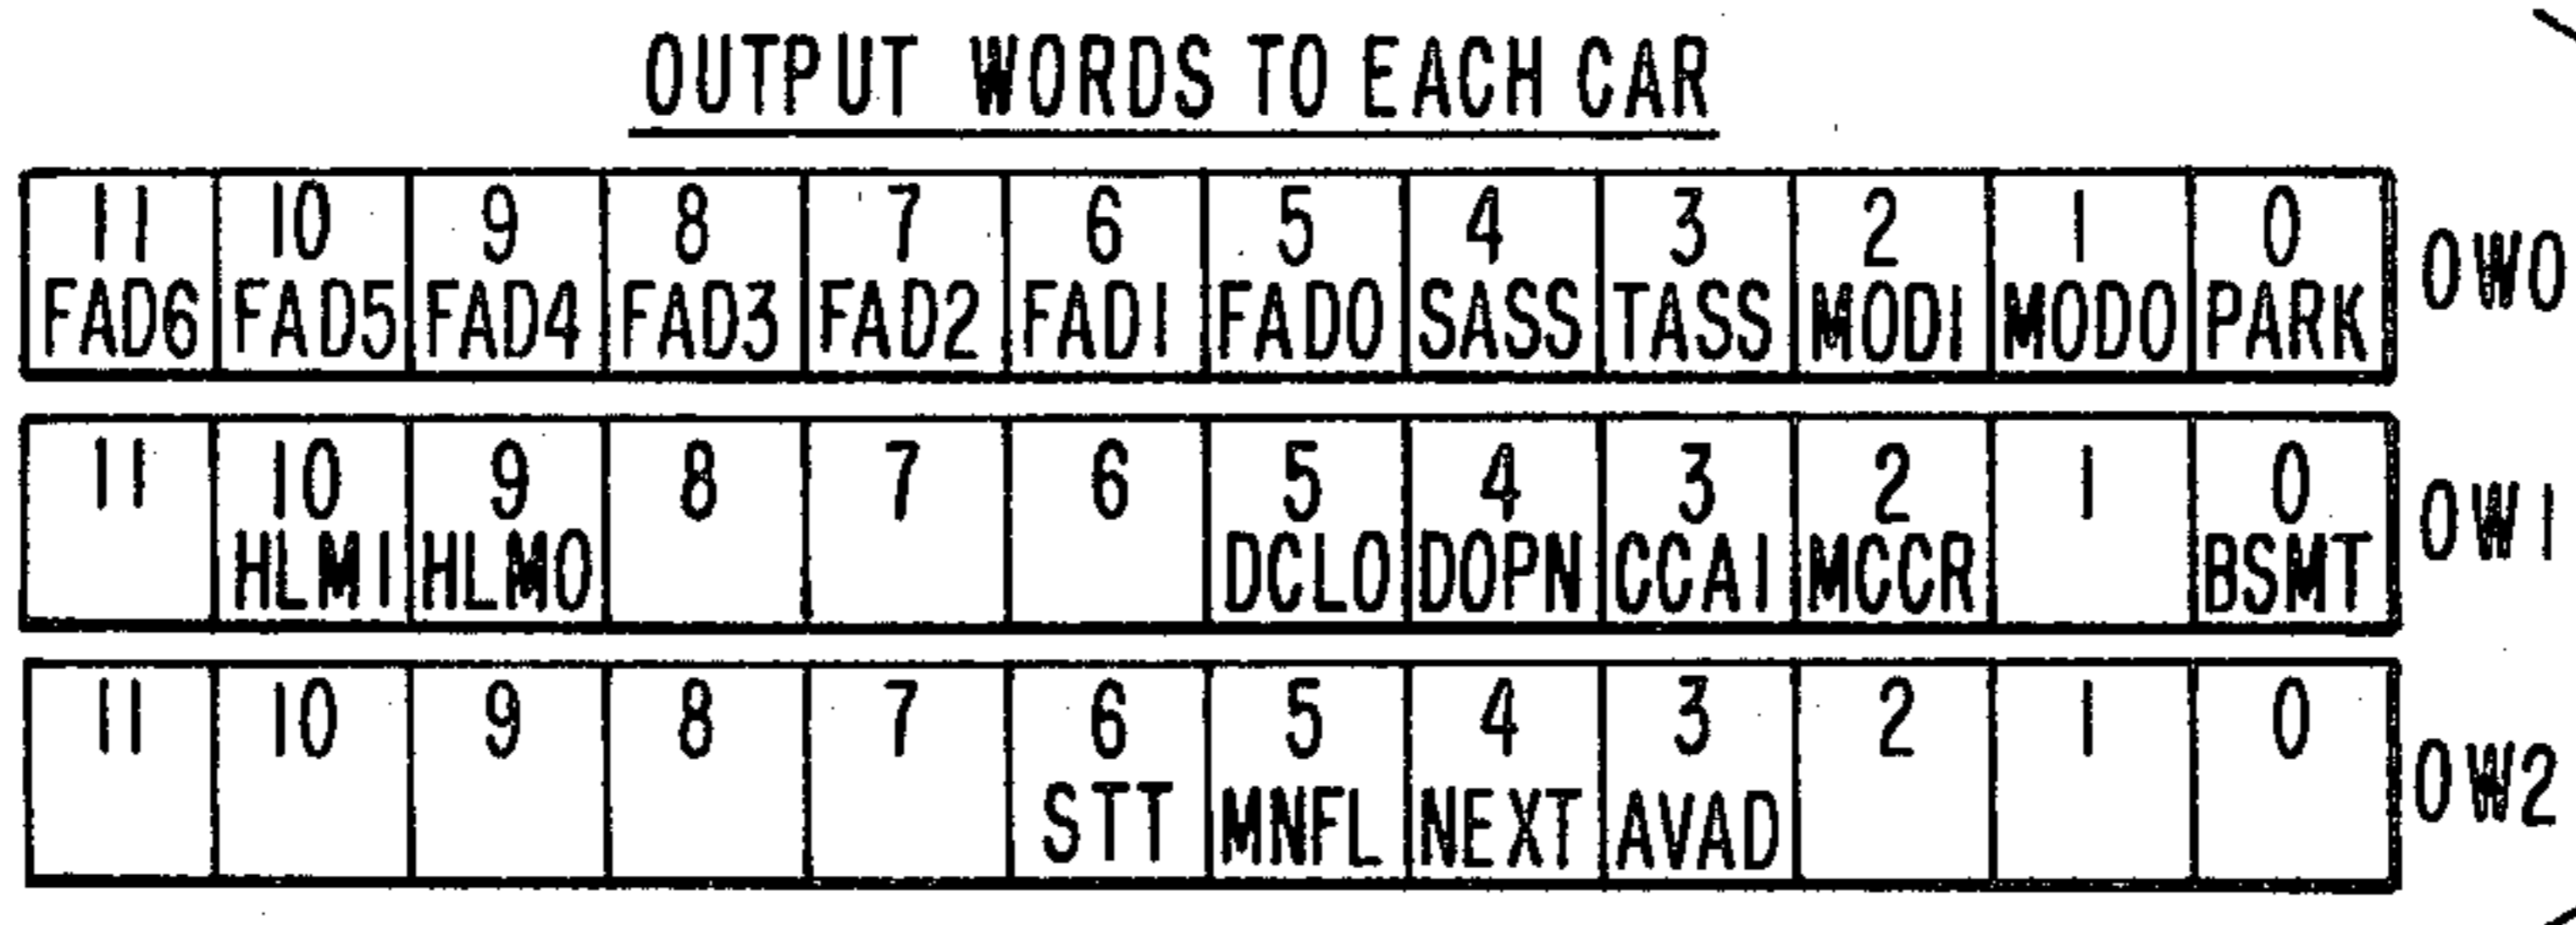 OUTPUT WORDS TO EACH CAR
11 10 9 8 7 6 5 4 3 2 1 0
FAD6 FAD5 FAD4 FAD3 FAD2 FAD1 FAD0 SASS TASS MOD1 MOD0 PARK OW0
11 10 9 8 7 6 5 4 3 2 1 0
HLM1 HLM0 DCLO DOPN CCAI MCCR BSMT OW1
11 10 9 8 7 6 5 4 3 2 1 0
STT MNFL NEXT AVAD OW2